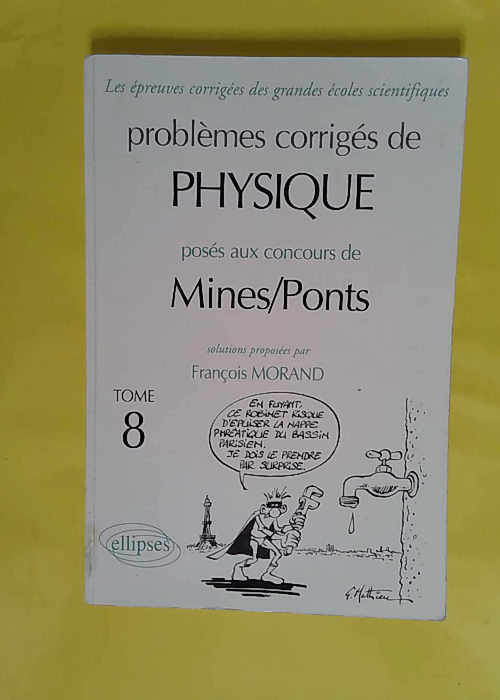 Les épreuves corrigées des grandes écoles scientifiques
problèmes corrigés de
PHYSIQUE
posés aux concours de
Mines/Ponts
solutions proposées par
François MORAND
TOME
8
EN FUYANT,
CE ROBINET RISQUE
D'ÉPUISER LA NAPPE
PHRÉATIQUE DU BASSIN
PARISIEN.
JE DOIS LE PRENDRE
PAR SURPRISE.
ellipses
G. Mathieu